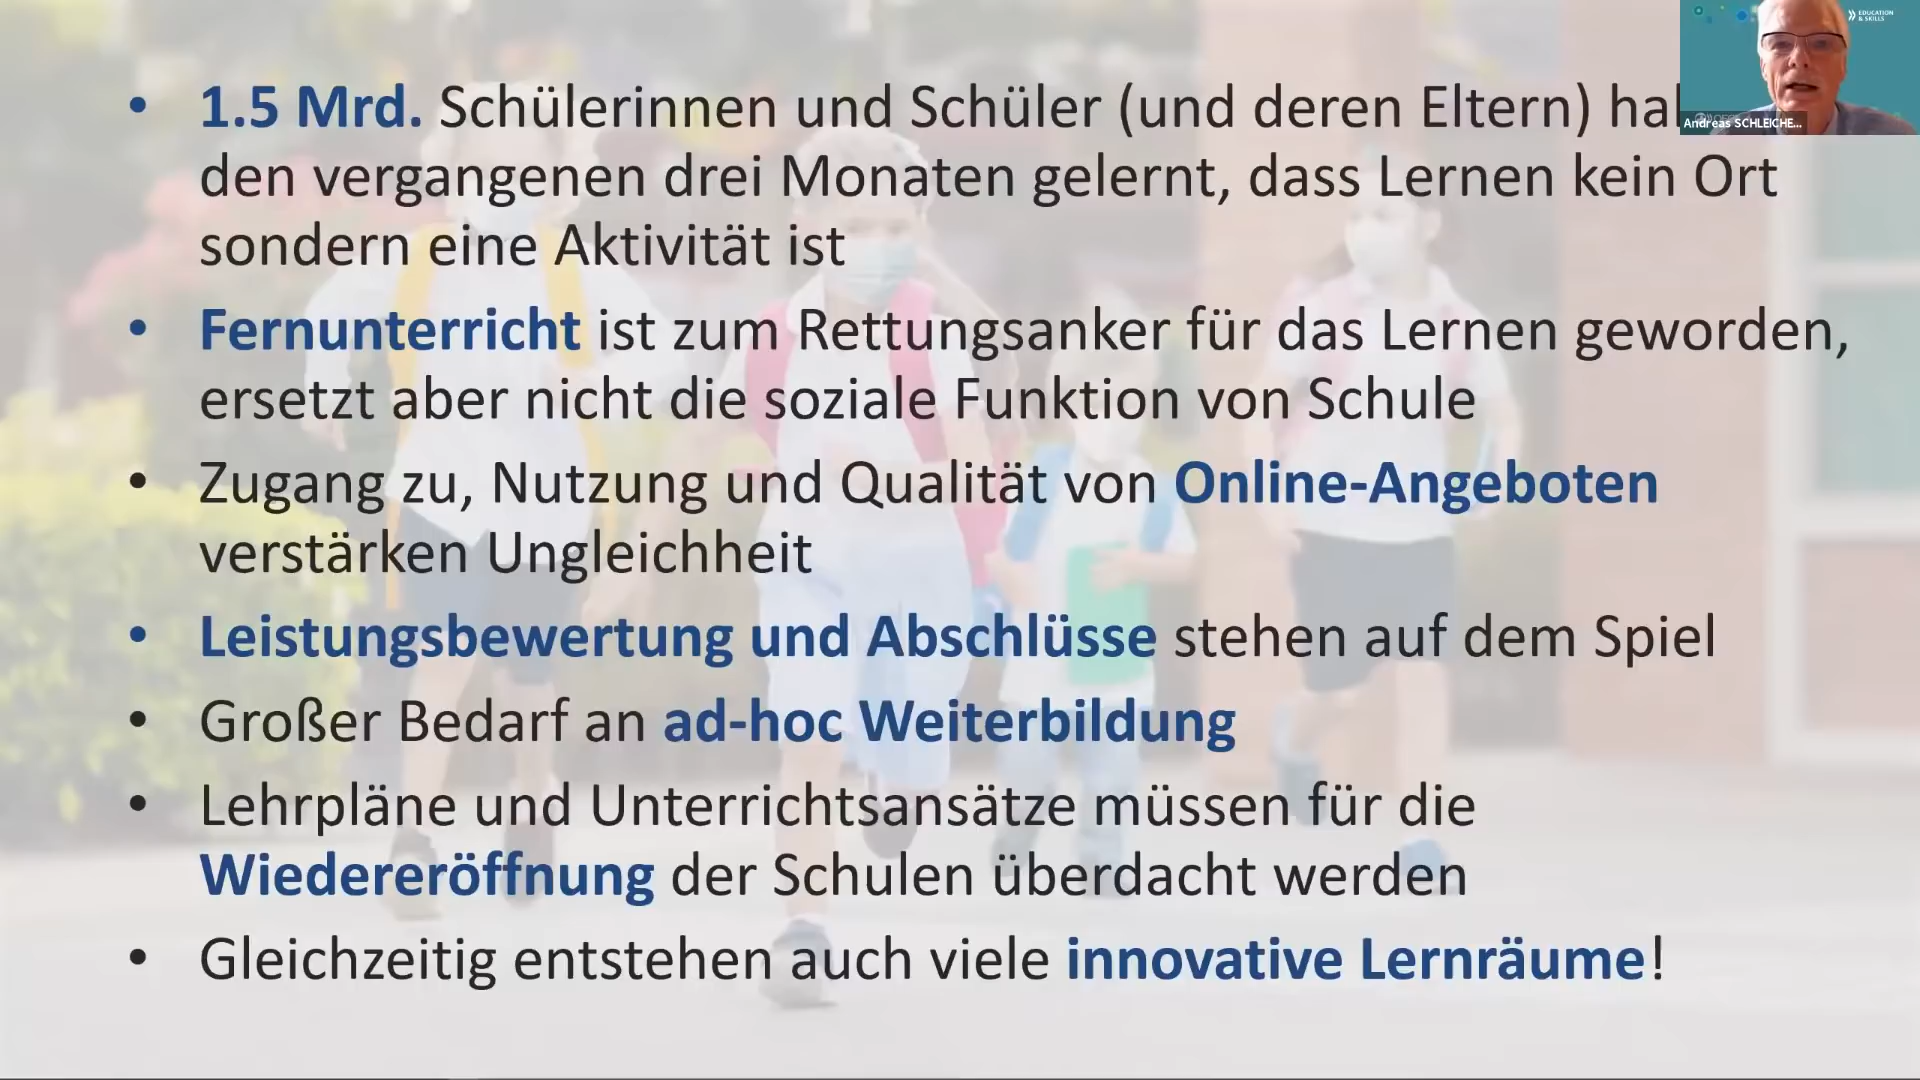 • 1.5 Mrd. Schülerinnen und Schüler (und deren Eltern)
den vergangenen drei Monaten gelernt, dass Lernen kein Ort
sondern eine Aktivität ist
• Fernunterricht ist zum Rettungsanker für das Lernen geworden,
ersetzt aber nicht die soziale Funktion von Schule
• Zugang zu, Nutzung und Qualität von Online-Angeboten
verstärken Ungleichheit
• Leistungsbewertung und Abschlüsse stehen auf dem Spiel
• Großer Bedarf an ad-hoc Weiterbildung
• Lehrpläne und Unterrichtsansätze müssen für die
Wiedereröffnung der Schulen überdacht werden
• Gleichzeitig entstehen auch viele innovative Lernräume!
EDUCATION
& SKILLS
Andreas SCHLEICHE...